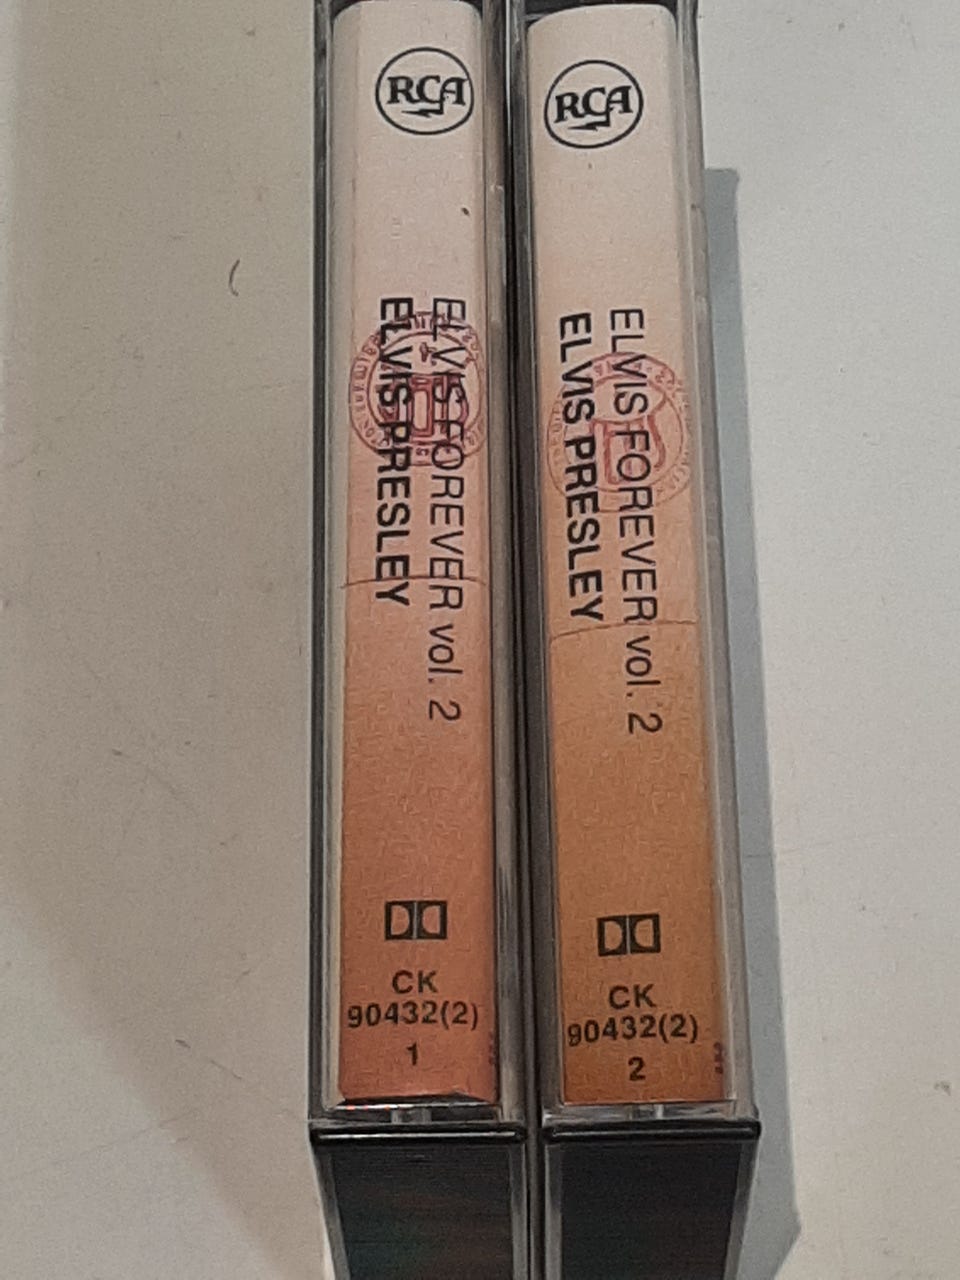 RCA
ELVIS FOREVER vol. 2
ELVIS PRESLEY
CK
90432(2)
1
RCA
ELVIS FOREVER vol. 2
ELVIS PRESLEY
CK
90432(2)
2